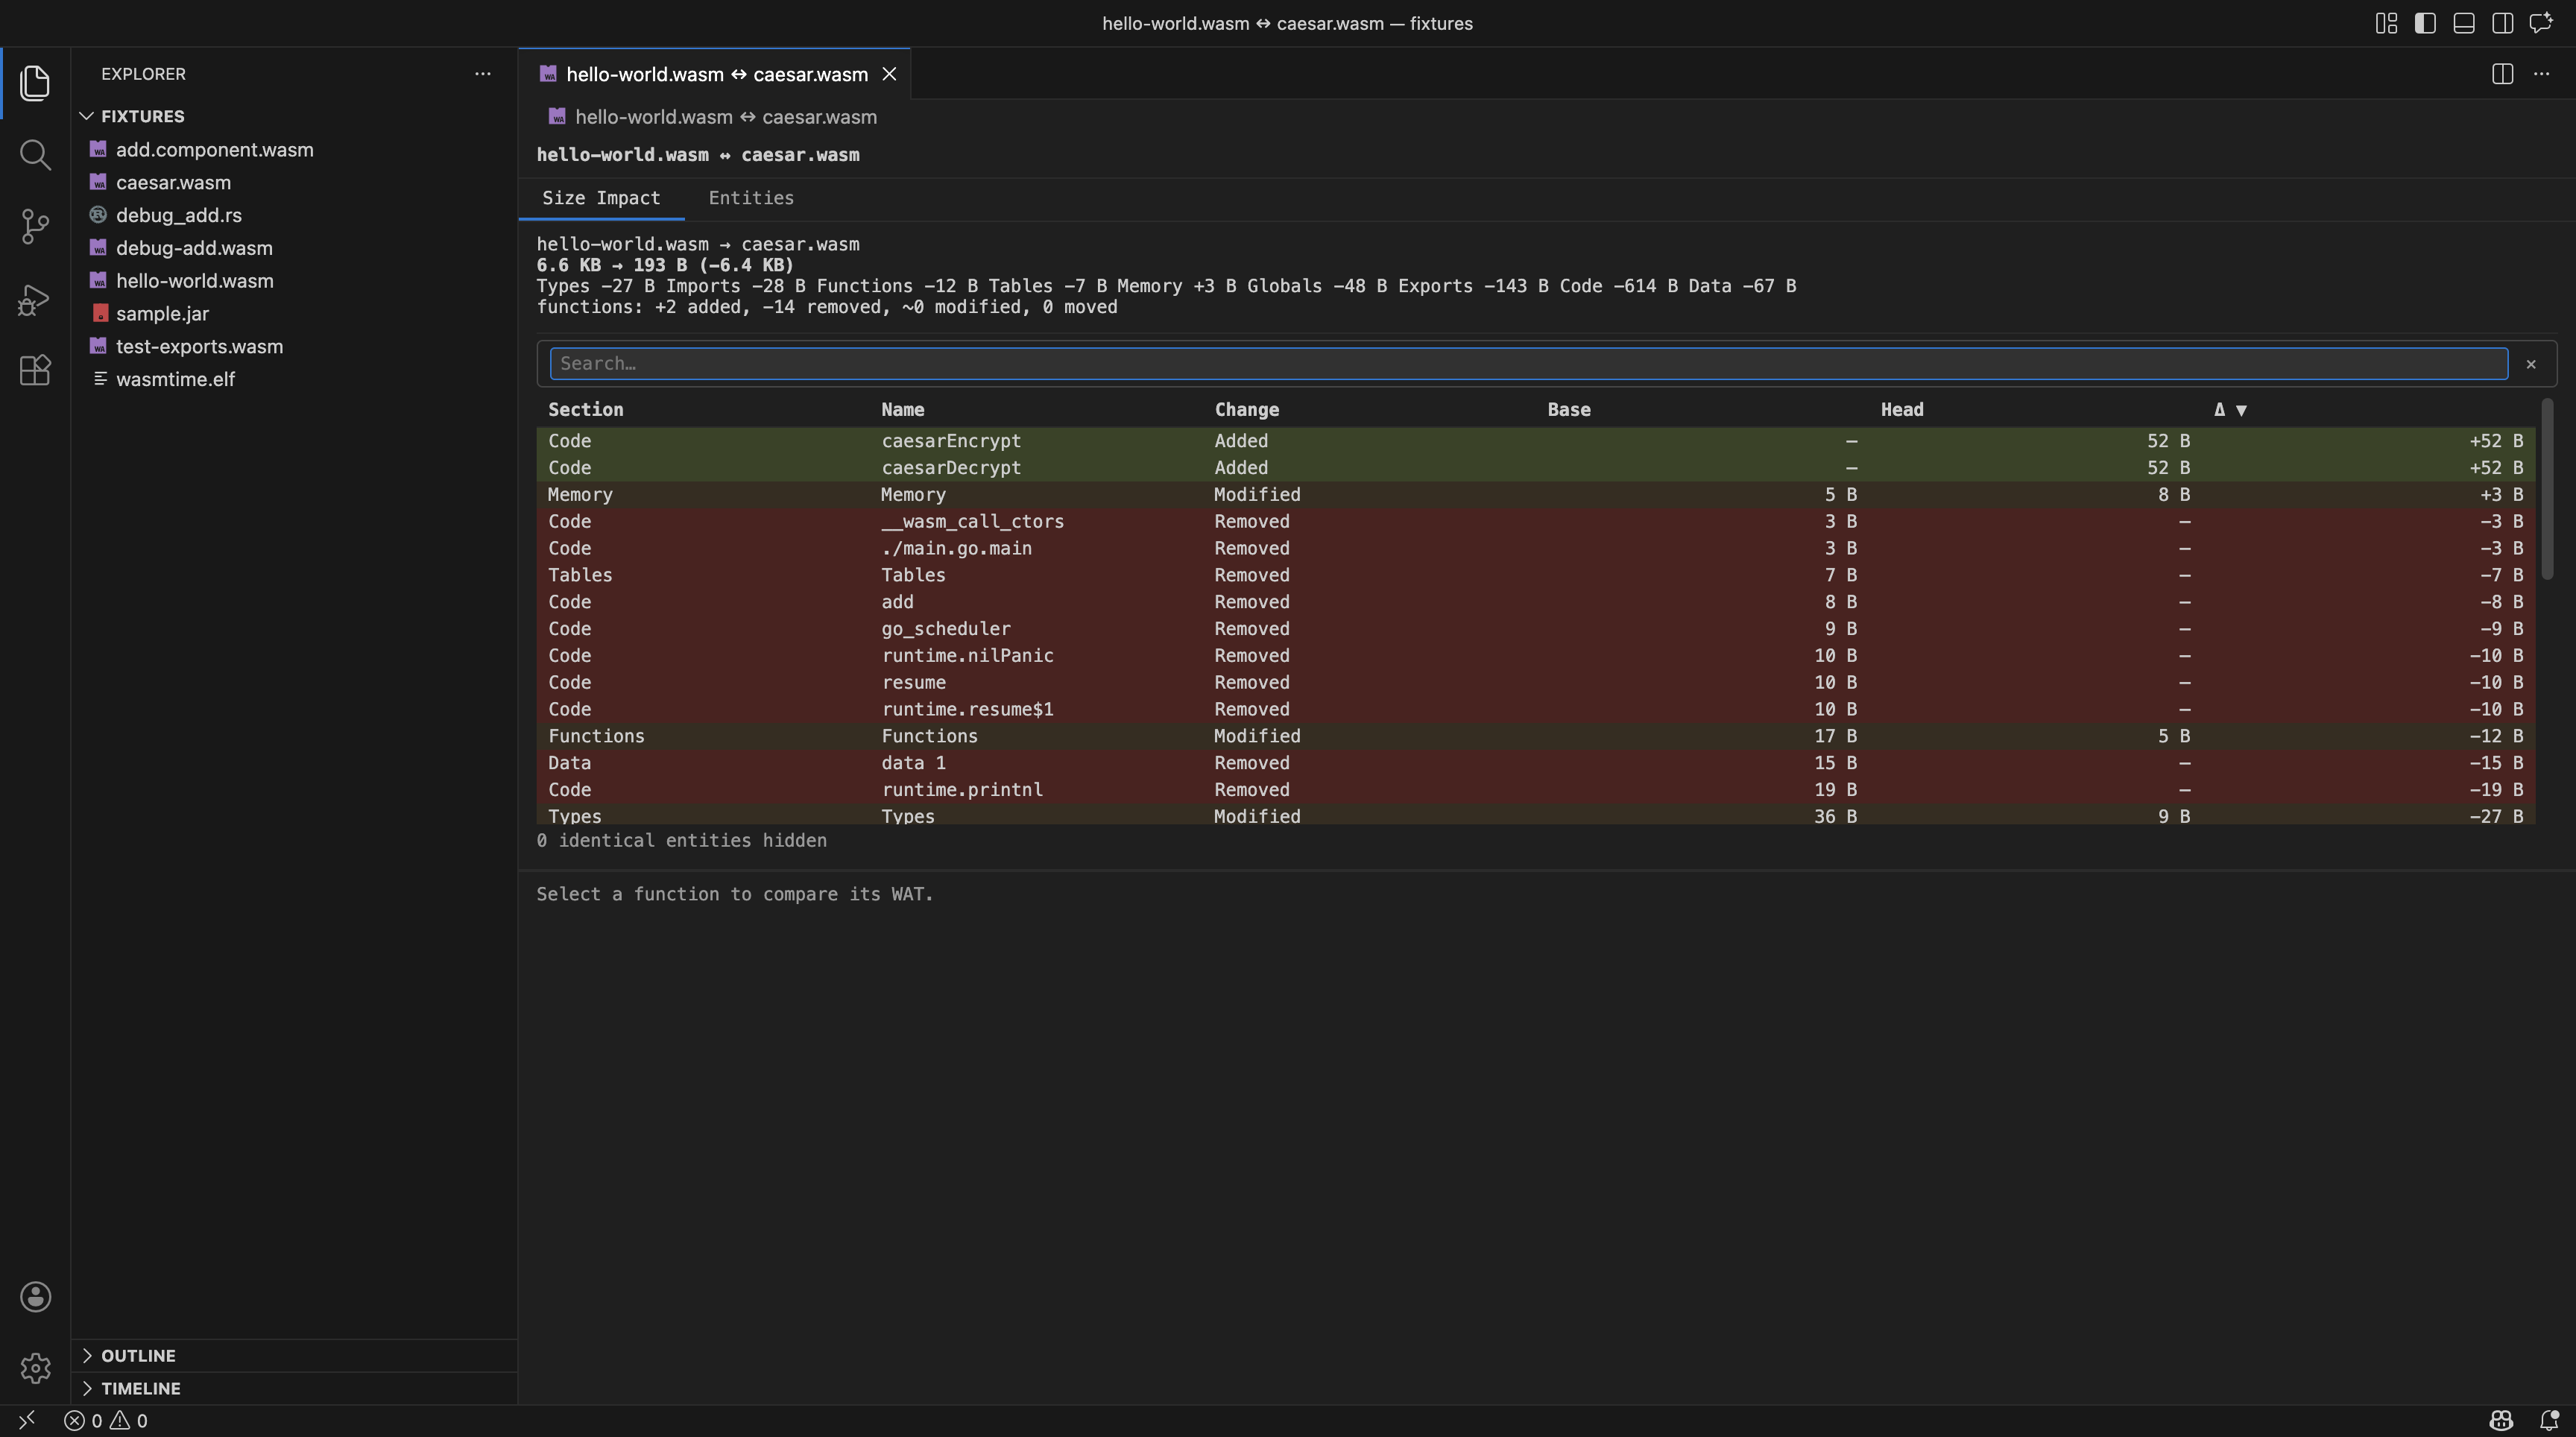 hello-world.wasm ↔ caesar.wasm — fixtures
EXPLORER
FIXTURES
add.component.wasm
caesar.wasm
debug_add.rs
debug-add.wasm
hello-world.wasm
sample.jar
test-exports.wasm
wasmtime.elf
OUTLINE
TIMELINE
hello-world.wasm ↔ caesar.wasm
hello-world.wasm ↔ caesar.wasm
hello-world.wasm ↔ caesar.wasm
Size Impact Entities
hello-world.wasm → caesar.wasm
6.6 KB → 193 B (−6.4 KB)
Types −27 B Imports −28 B Functions −12 B Tables −7 B Memory +3 B Globals −48 B Exports −143 B Code −614 B Data −67 B
functions: +2 added, −14 removed, ~0 modified, 0 moved
Search…
Section Name Change Base Head Δ ▼
Code caesarEncrypt Added — 52 B +52 B
Code caesarDecrypt Added — 52 B +52 B
Memory Memory Modified 5 B 8 B +3 B
Code __wasm_call_ctors Removed 3 B — −3 B
Code ./main.go.main Removed 3 B — −3 B
Tables Tables Removed 7 B — −7 B
Code add Removed 8 B — −8 B
Code go_scheduler Removed 9 B — −9 B
Code runtime.nilPanic Removed 10 B — −10 B
Code resume Removed 10 B — −10 B
Code runtime.resume$1 Removed 10 B — −10 B
Functions Functions Modified 17 B 5 B −12 B
Data data 1 Removed 15 B — −15 B
Code runtime.printnl Removed 19 B — −19 B
Types Types Modified 36 B 9 B −27 B
0 identical entities hidden
Select a function to compare its WAT.
0 0